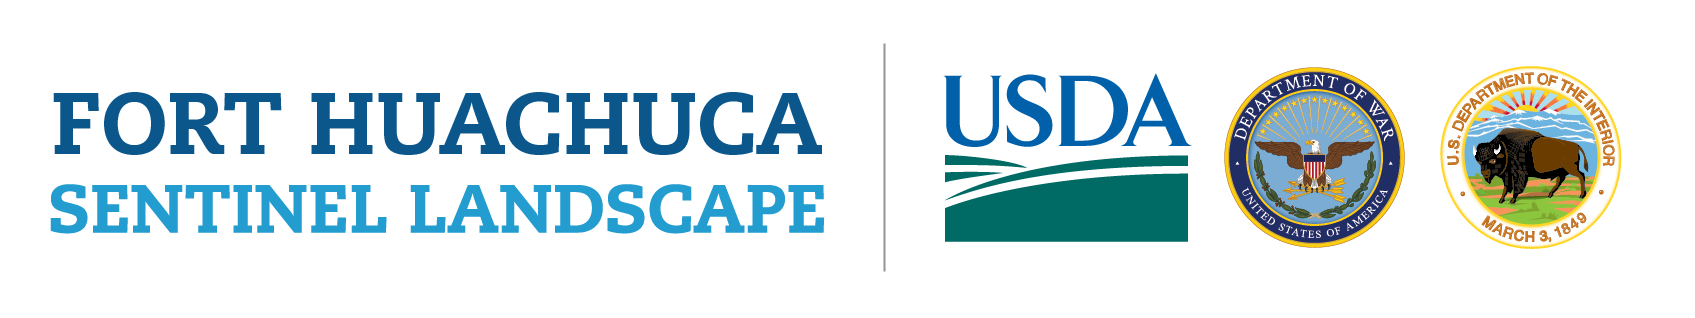 FORT HUACHUCA
SENTINEL LANDSCAPE
USDA
DEPARTMENT OF WAR
UNITED STATES OF AMERICA
U.S. DEPARTMENT OF THE INTERIOR
MARCH 3, 1849